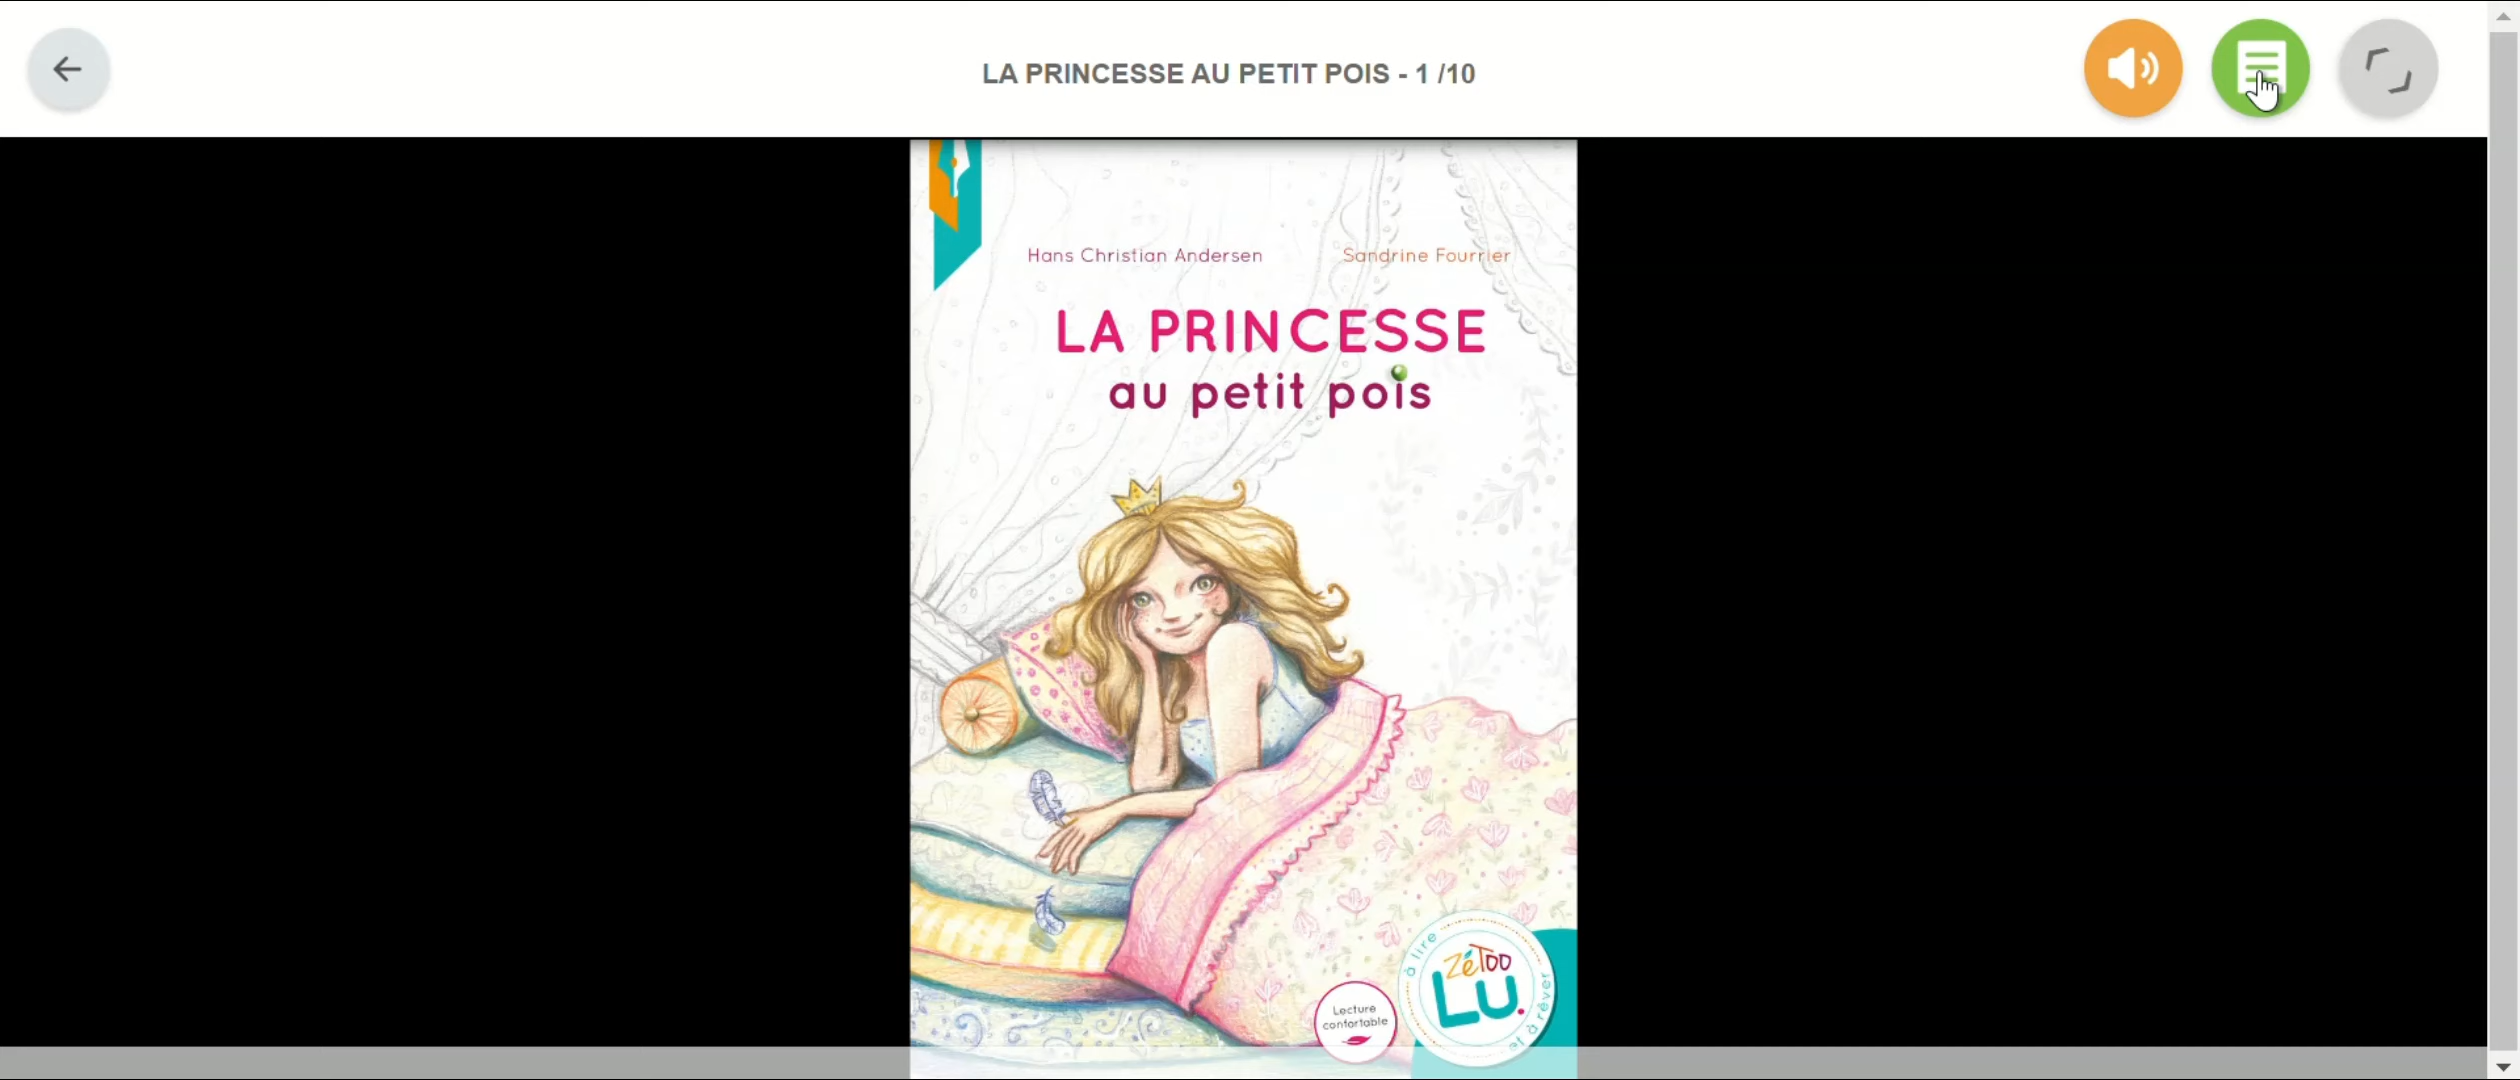 LA PRINCESSE AU PETIT POIS - 1 /10
Hans Christian Andersen
Sandrine Fourrier
LA PRINCESSE
au petit pois
Lecture
confortable
à lire
ZéToo
Lu.
et à rêver